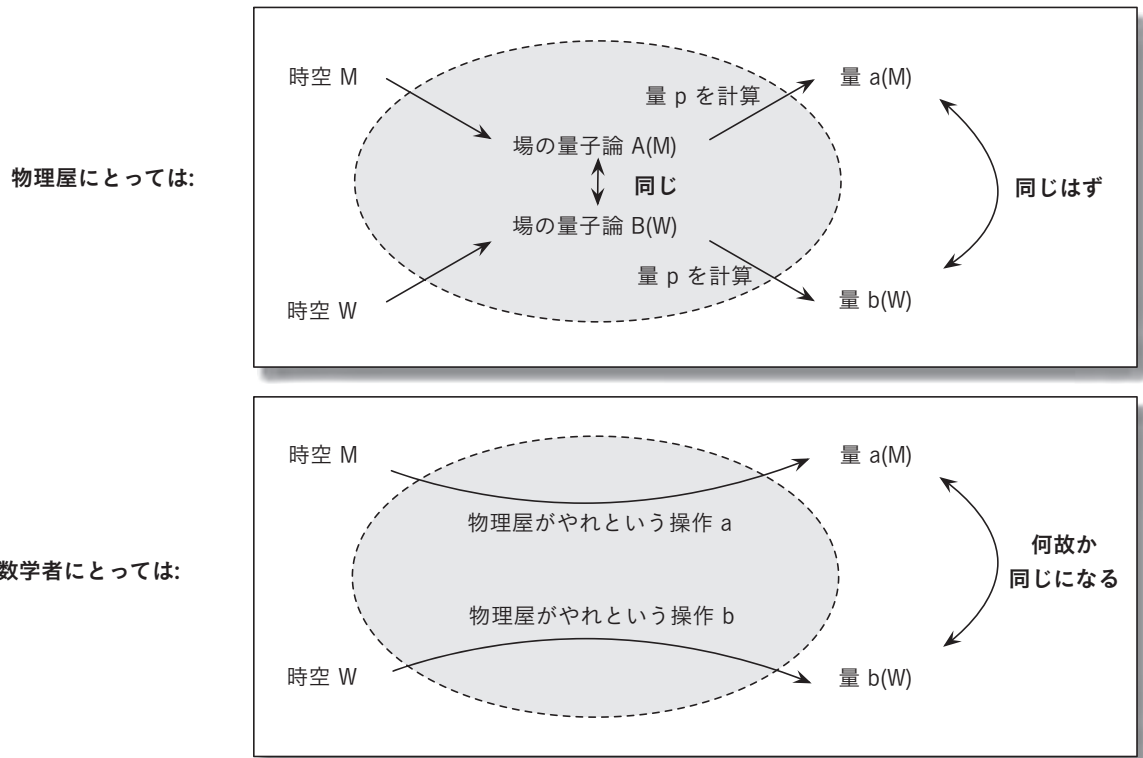 物理屋にとっては:
時空 M
量 p を計算
量 a(M)
場の量子論 A(M)
同じ
同じはず
場の量子論 B(W)
量 p を計算
時空 W
量 b(W)
数学者にとっては:
時空 M
量 a(M)
物理屋がやれという操作 a
何故か
同じになる
物理屋がやれという操作 b
時空 W
量 b(W)